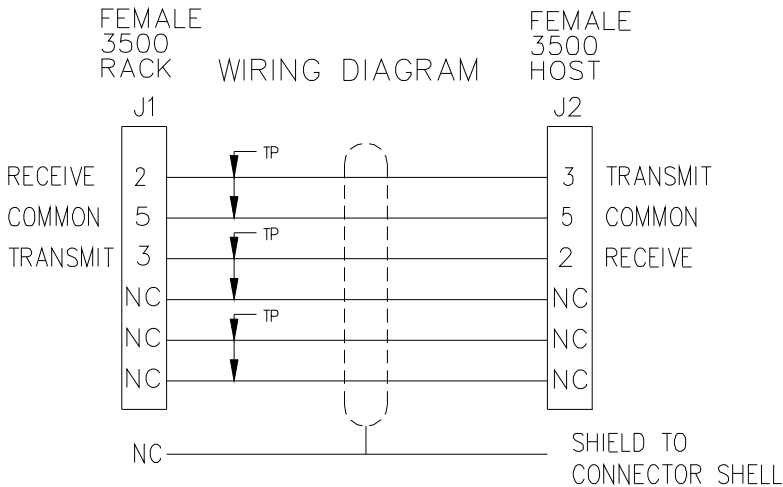 FEMALE
3500
RACK
WIRING DIAGRAM
FEMALE
3500
HOST
J1
J2
TP
RECEIVE 2 3 TRANSMIT
COMMON 5 5 COMMON
TP
TRANSMIT 3 2 RECEIVE
NC NC
TP
NC NC
NC NC
NC
SHIELD TO
CONNECTOR SHELL